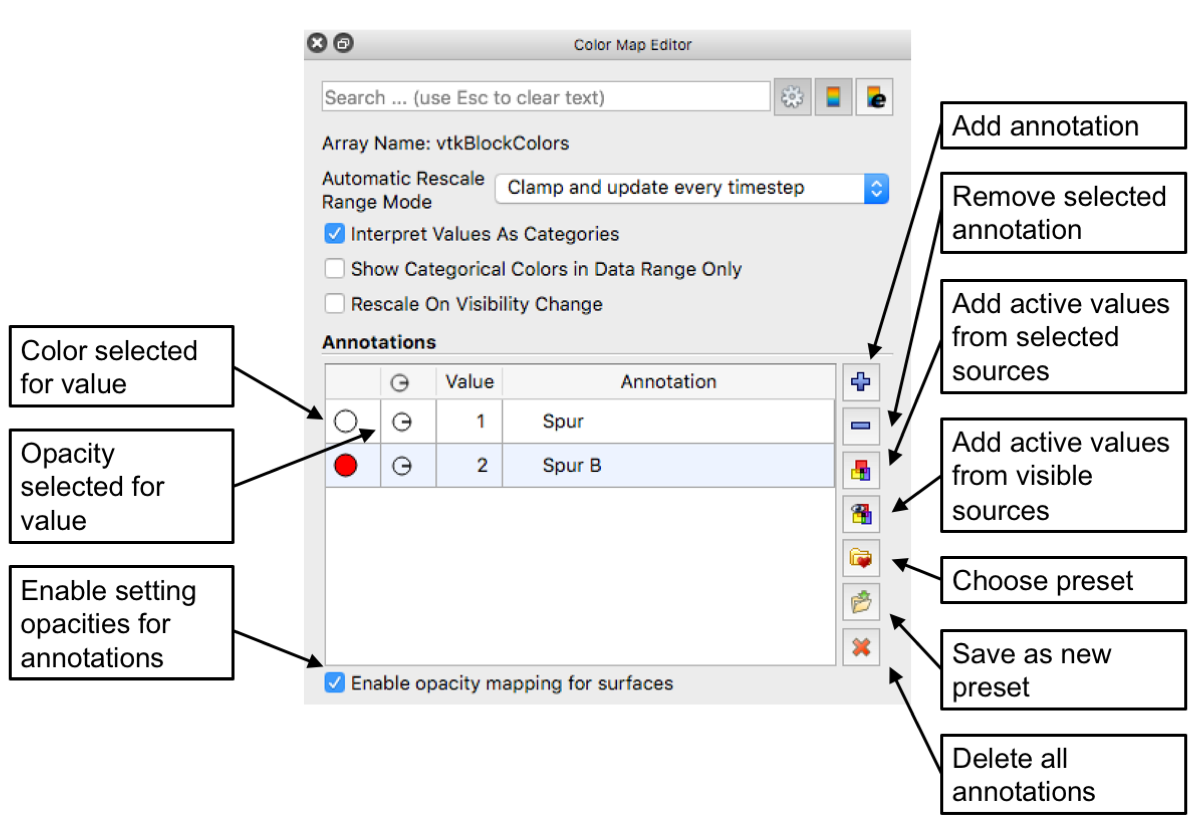 Color Map Editor
Search ... (use Esc to clear text)
Array Name: vtkBlockColors
Automatic Rescale
Range Mode
Clamp and update every timestep
Interpret Values As Categories
Show Categorical Colors in Data Range Only
Rescale On Visibility Change
Annotations
Value Annotation
1 Spur
2 Spur B
Enable opacity mapping for surfaces
Color selected
for value
Opacity
selected for
value
Enable setting
opacities for
annotations
Add annotation
Remove selected
annotation
Add active values
from selected
sources
Add active values
from visible
sources
Choose preset
Save as new
preset
Delete all
annotations